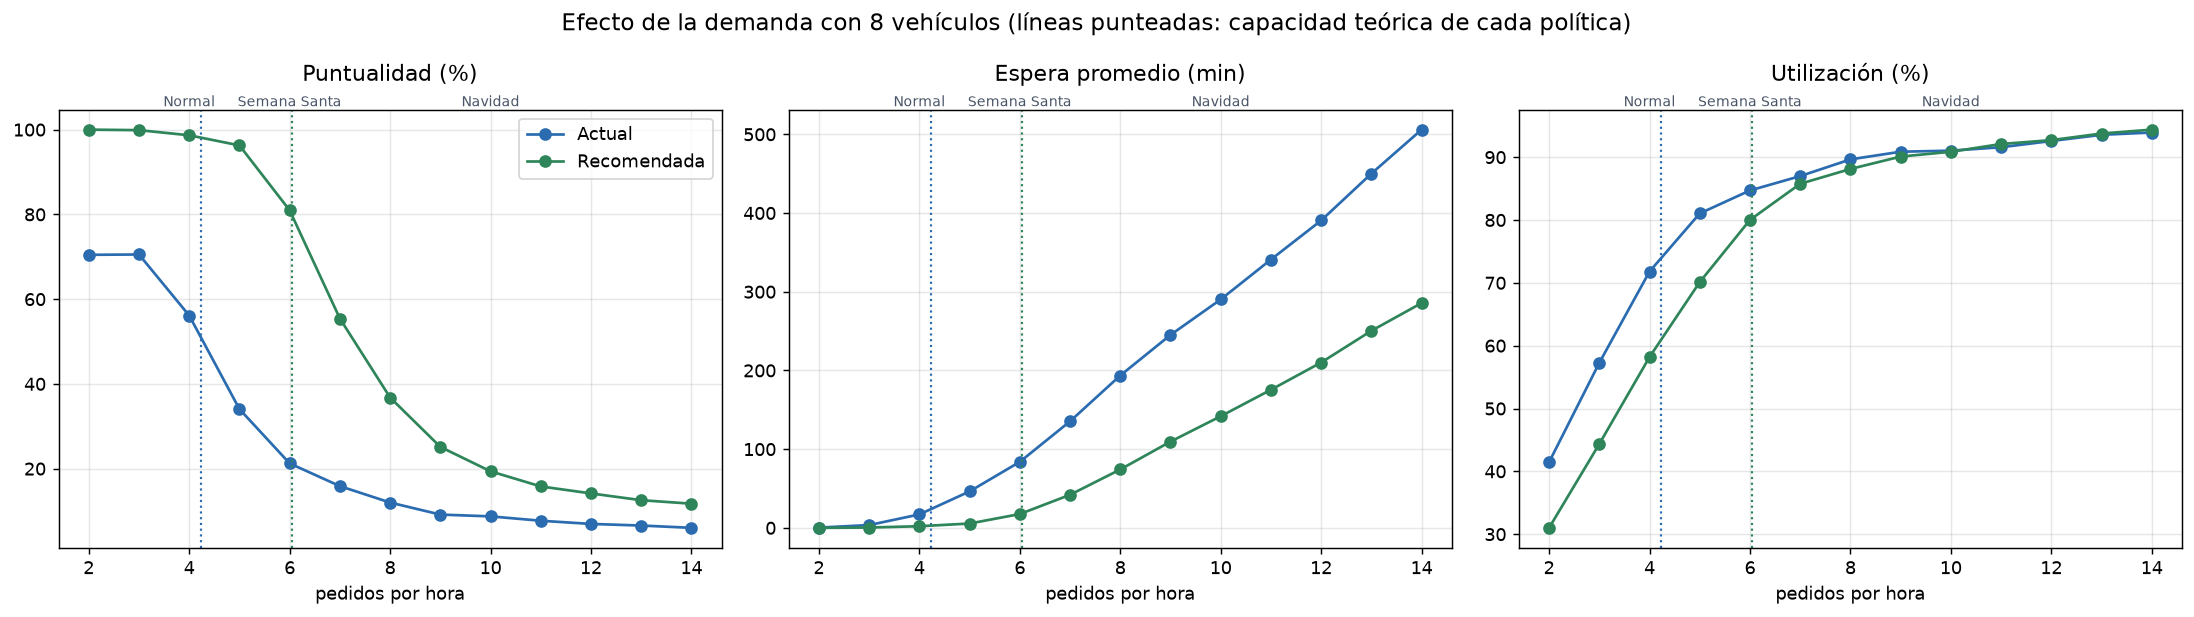 Efecto de la demanda con 8 vehículos (líneas punteadas: capacidad teórica de cada política)
Puntualidad (%)
Normal Semana Santa Navidad
Actual
Recomendada
100
80
60
40
20
2 4 6 8 10 12 14
pedidos por hora
Espera promedio (min)
Normal Semana Santa Navidad
500
400
300
200
100
0
2 4 6 8 10 12 14
pedidos por hora
Utilización (%)
Normal Semana Santa Navidad
90
80
70
60
50
40
30
2 4 6 8 10 12 14
pedidos por hora